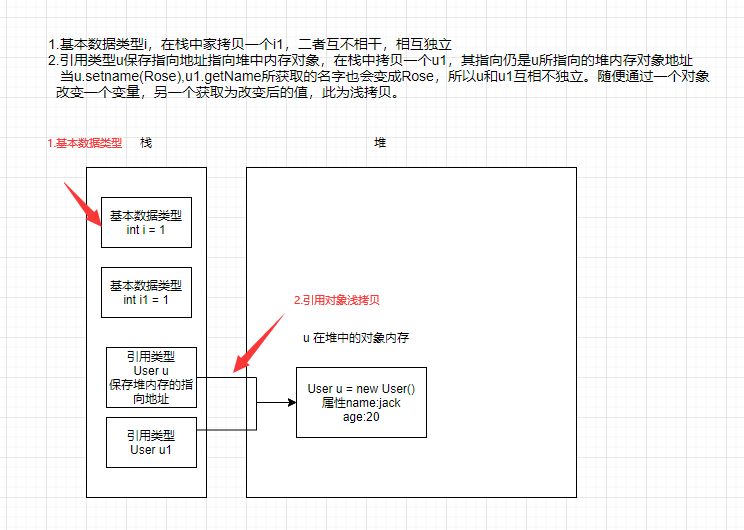 1.基本数据类型i，在栈中家拷贝一个i1，二者互不相干，相互独立
2.引用类型u保存指向地址指向堆中内存对象，在栈中拷贝一个u1，其指向仍是u所指向的堆内存对象地址
当u.setname(Rose),u1.getName所获取的名字也会变成Rose，所以u和u1互相不独立。随便通过一个对象
改变一个变量，另一个获取为改变后的值，此为浅拷贝。
1.基本数据类型 栈 堆
基本数据类型
int i = 1
基本数据类型
int i1 = 1
2.引用对象浅拷贝
u 在堆中的对象内存
引用类型
User u
保存堆内存的指
向地址
User u = new User()
属性name:jack
age:20
引用类型
User u1